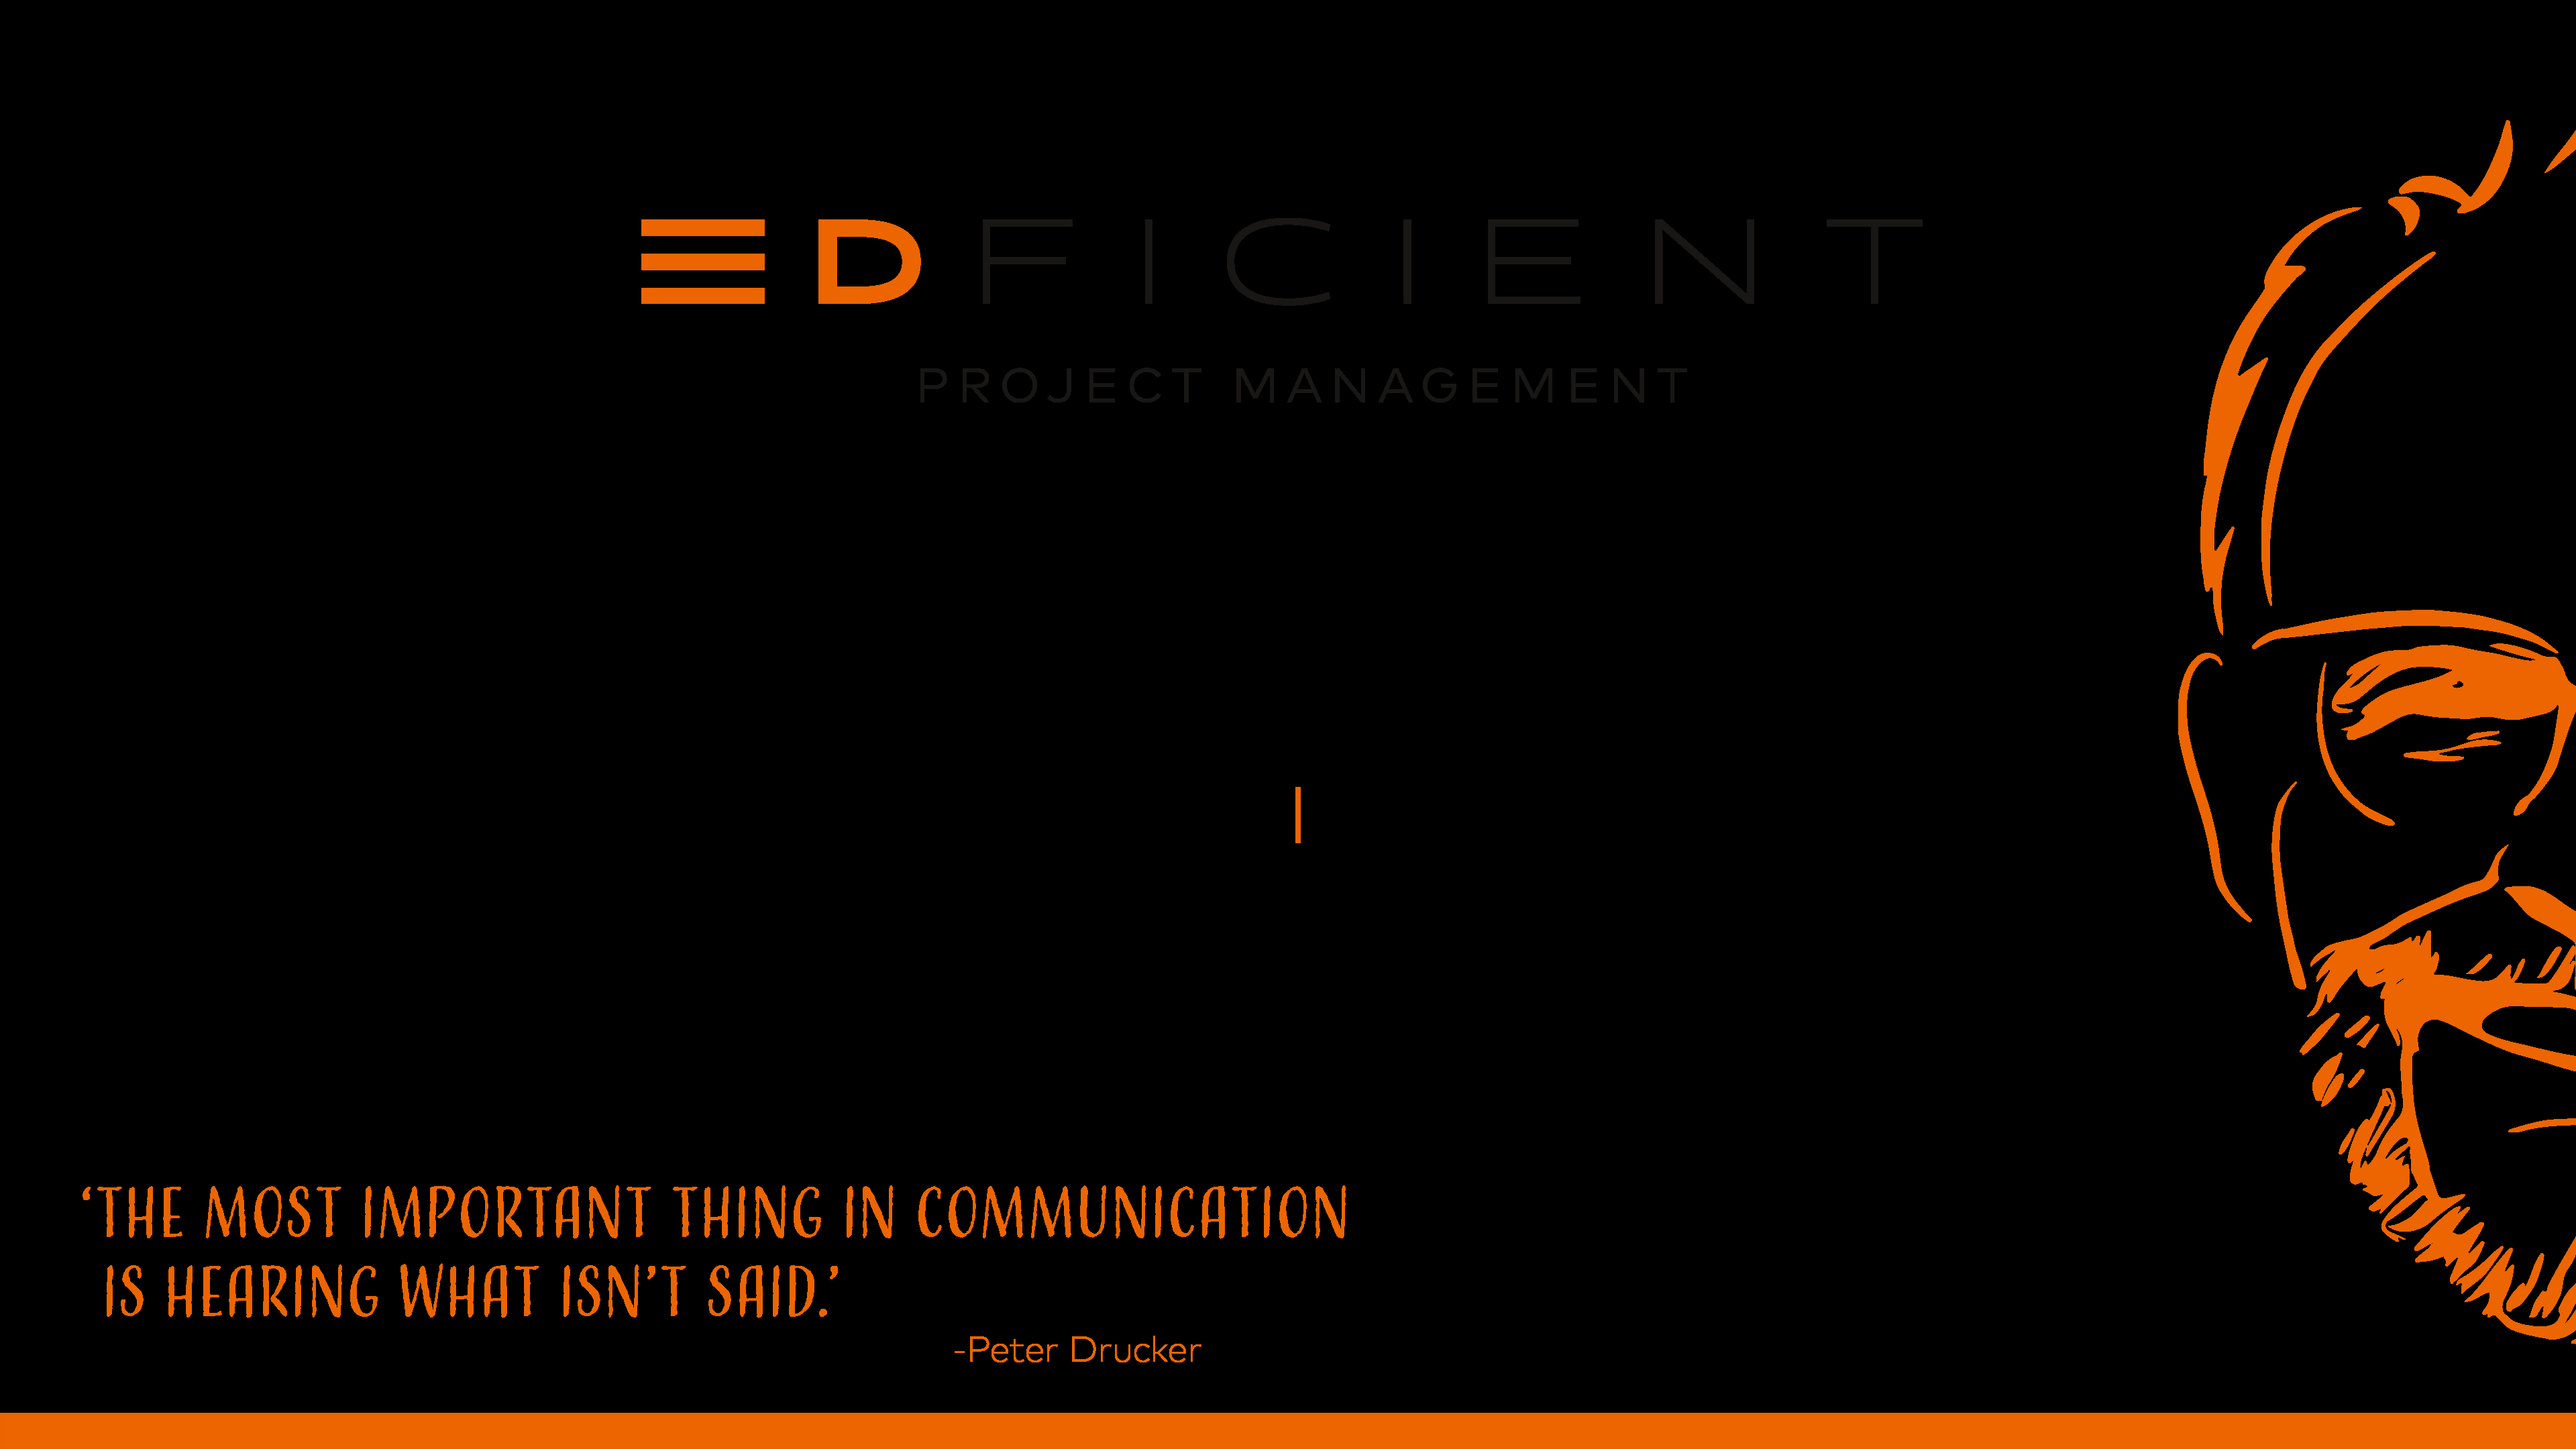 EDFICIENT
PROJECT MANAGEMENT
|
‘THE MOST IMPORTANT THING IN COMMUNICATION
IS HEARING WHAT ISN’T SAID.’
-Peter Drucker